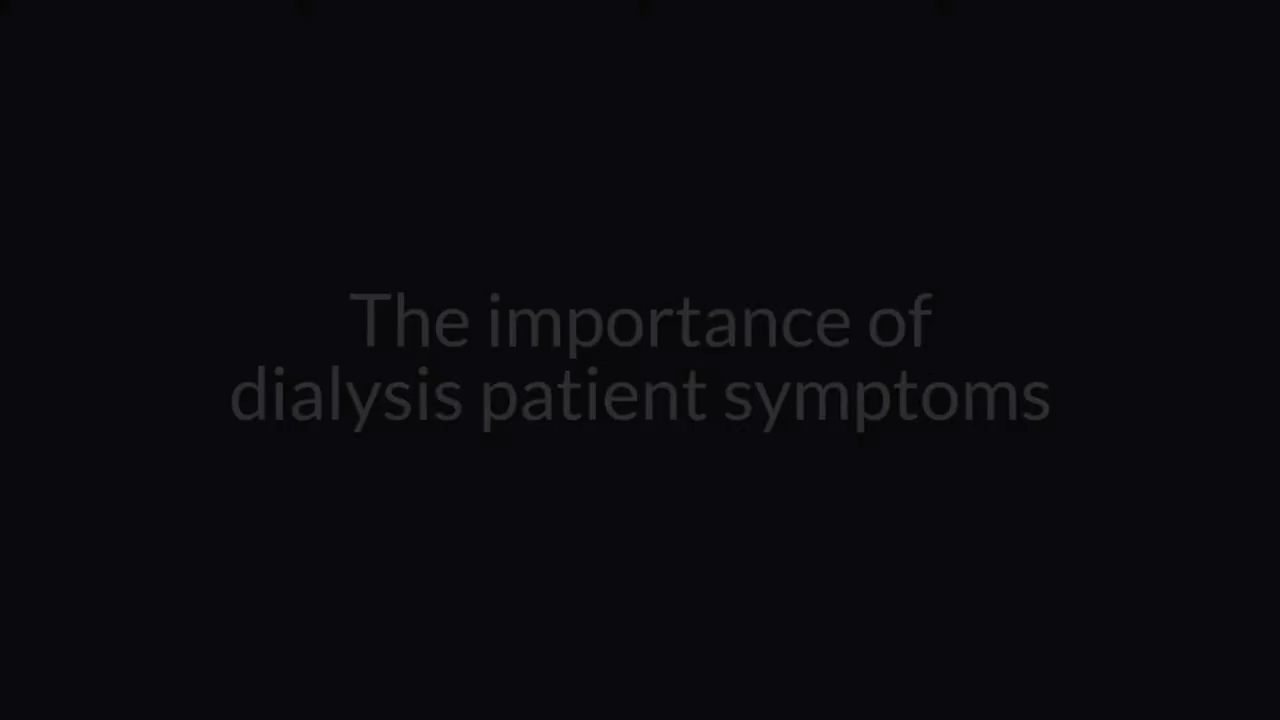 The importance of
dialysis patient symptoms